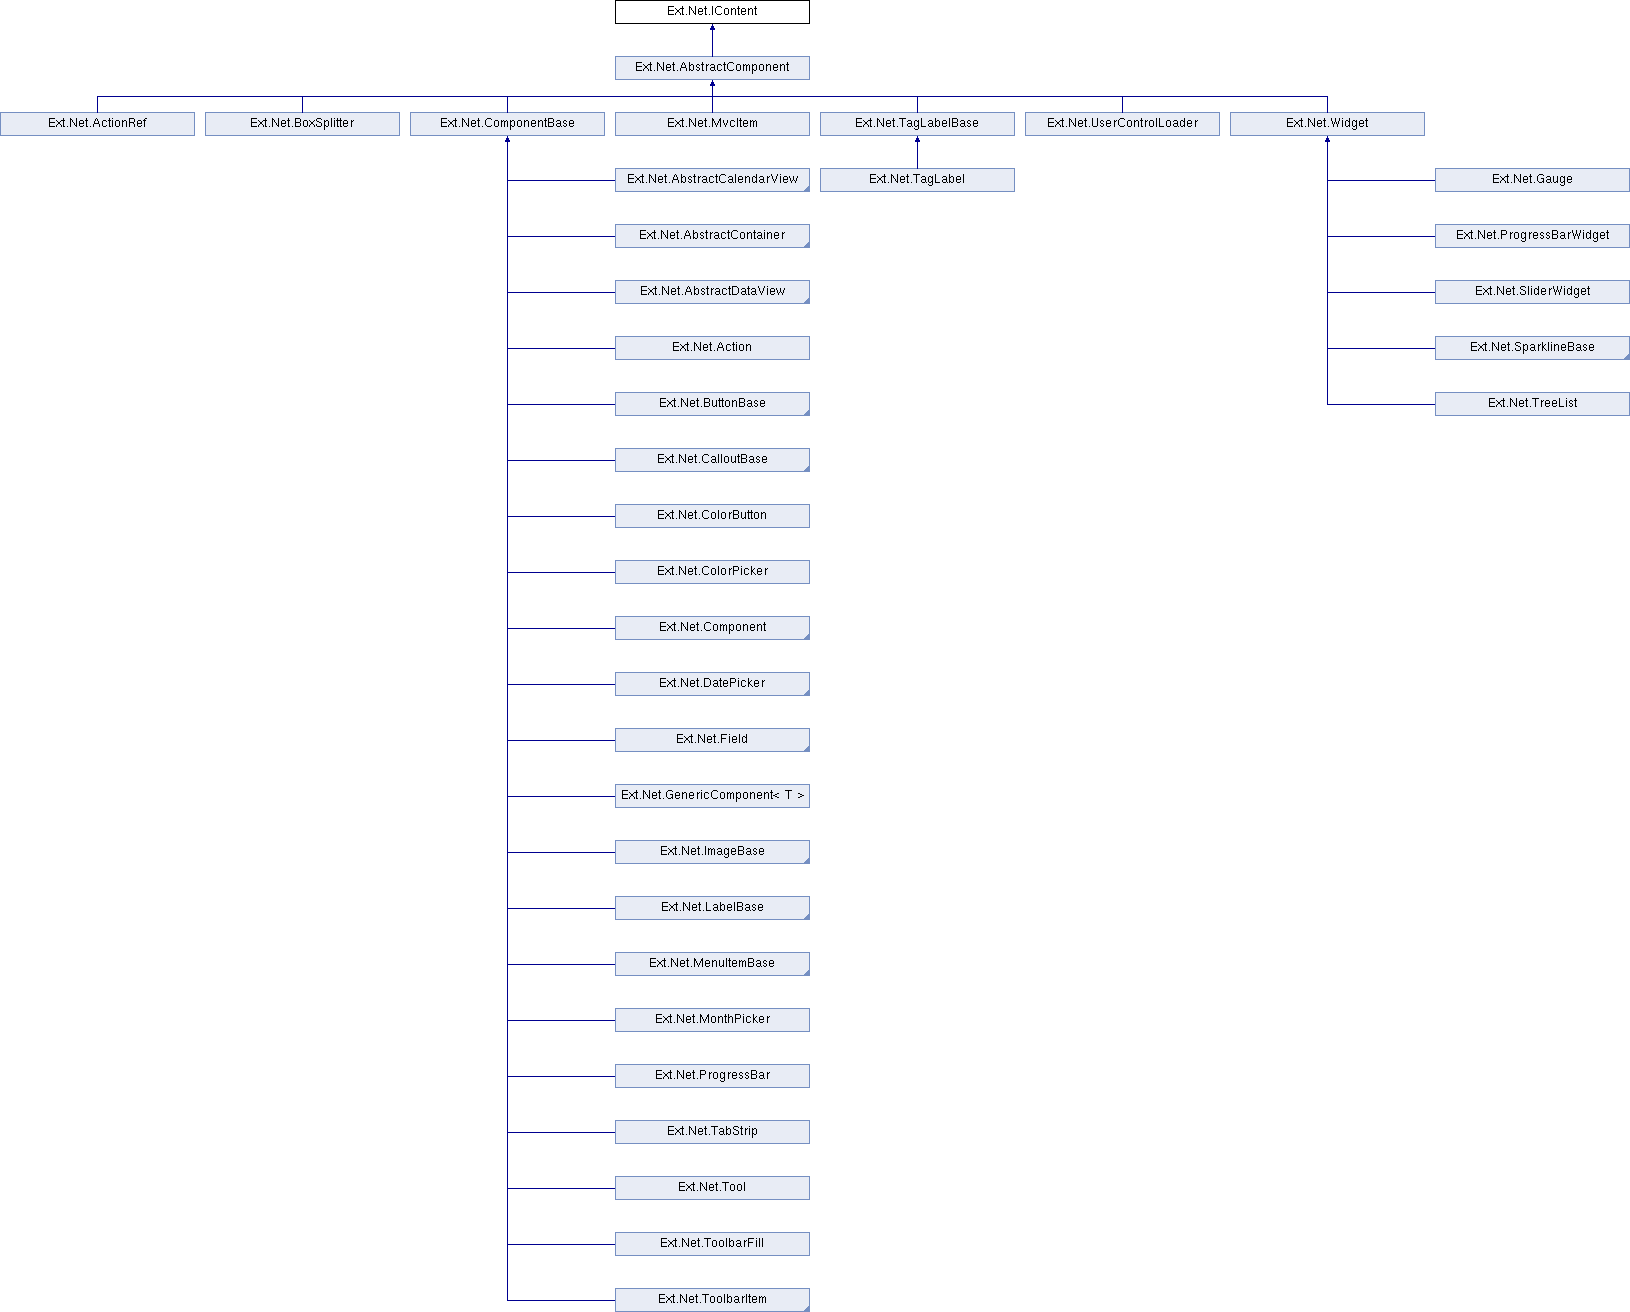 Ext.Net.IContent
Ext.Net.AbstractComponent
Ext.Net.ActionRef
Ext.Net.BoxSplitter
Ext.Net.ComponentBase
Ext.Net.MvcItem
Ext.Net.TagLabelBase
Ext.Net.UserControlLoader
Ext.Net.Widget
Ext.Net.AbstractCalendarView
Ext.Net.TagLabel
Ext.Net.Gauge
Ext.Net.AbstractContainer
Ext.Net.ProgressBarWidget
Ext.Net.AbstractDataView
Ext.Net.SliderWidget
Ext.Net.Action
Ext.Net.SparklineBase
Ext.Net.ButtonBase
Ext.Net.TreeList
Ext.Net.CalloutBase
Ext.Net.ColorButton
Ext.Net.ColorPicker
Ext.Net.Component
Ext.Net.DatePicker
Ext.Net.Field
Ext.Net.GenericComponent< T >
Ext.Net.ImageBase
Ext.Net.LabelBase
Ext.Net.MenuItemBase
Ext.Net.MonthPicker
Ext.Net.ProgressBar
Ext.Net.TabStrip
Ext.Net.Tool
Ext.Net.ToolbarFill
Ext.Net.ToolbarItem